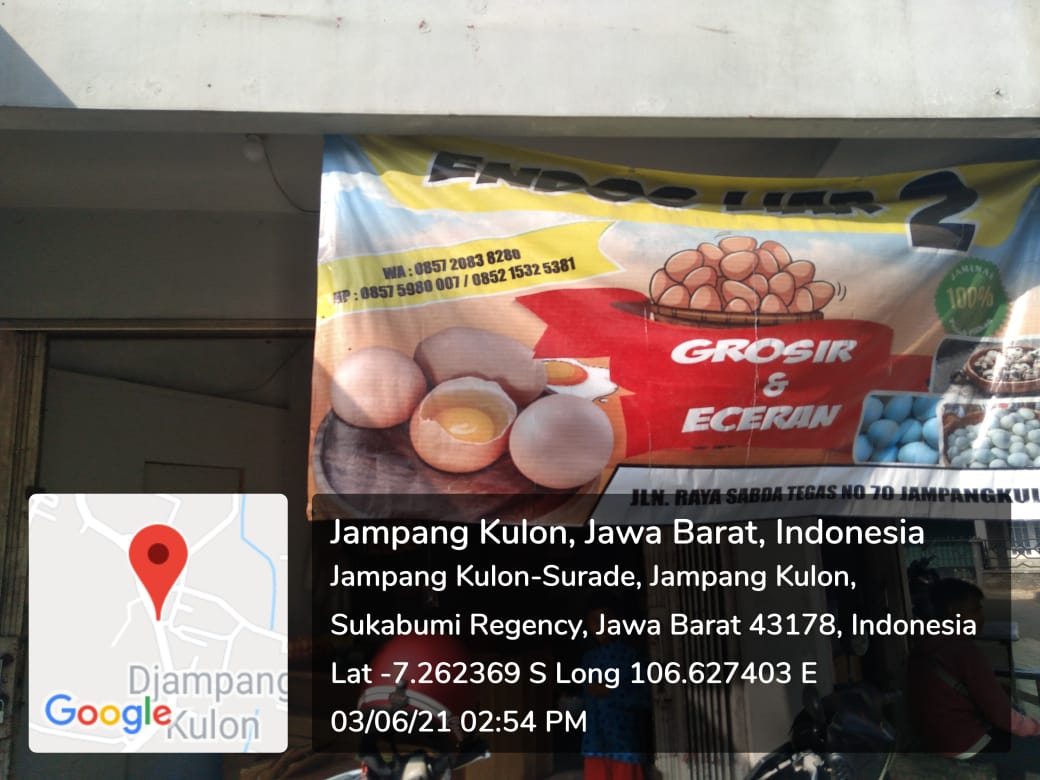 ENDOG LIAR 2
WA : 0857 2083 8280
HP : 0857 5980 007 / 0852 1532 5381
JAMINAN
100%
GROSIR
&
ECERAN
JLN. RAYA SABDA TEGAS NO 70 JAMPANGKUL
Jampang Kulon, Jawa Barat, Indonesia
Jampang Kulon-Surade, Jampang Kulon,
Sukabumi Regency, Jawa Barat 43178, Indonesia
Lat -7.262369 S Long 106.627403 E
03/06/21 02:54 PM
Djampang
Kulon
Google